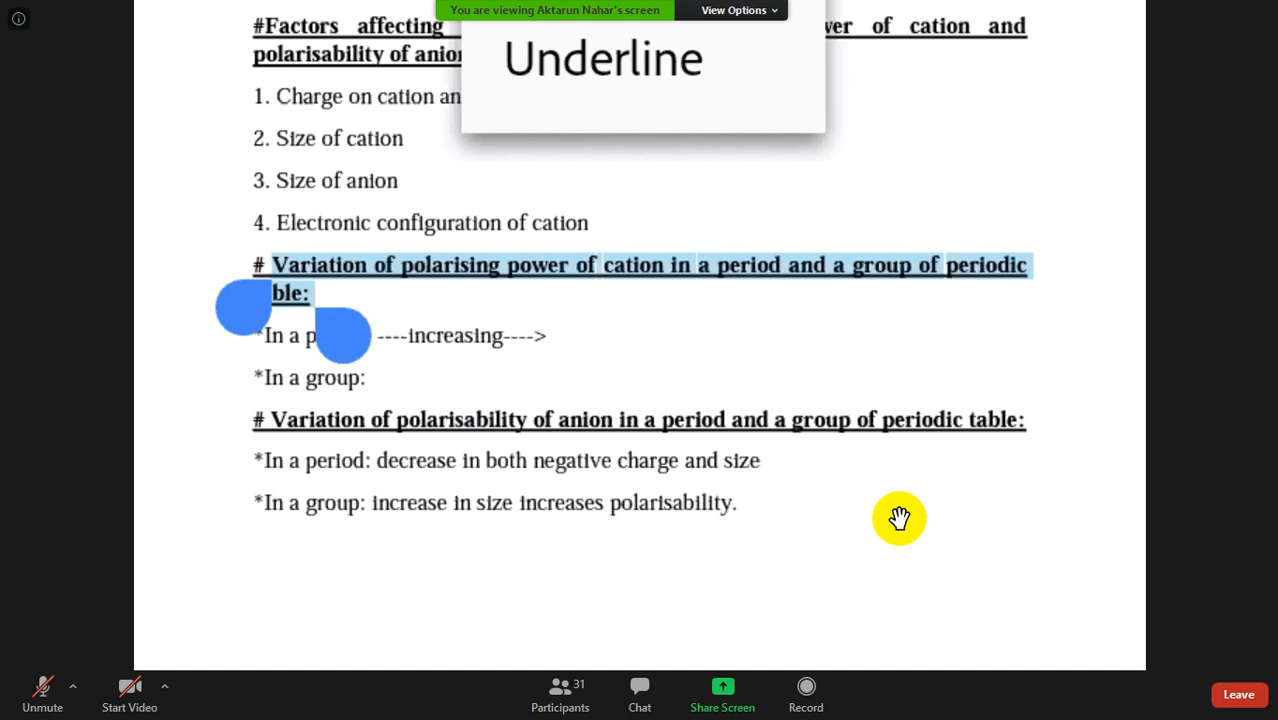 You are viewing Aktarun Nahar's screen View Options
#Factors affecting of cation and
polarisability of
Underline
1. Charge on cation
2. Size of cation
3. Size of anion
4. Electronic configuration of cation
# Variation of polarising power of cation in a period and a group of periodic
*In a ----increasing---->
*In a group:
# Variation of polarisability of anion in a period and a group of periodic table:
*In a period: decrease in both negative charge and size
*In a group: increase in size increases polarisability.
31
Unmute Start Video Participants Chat Share Screen Record Leave